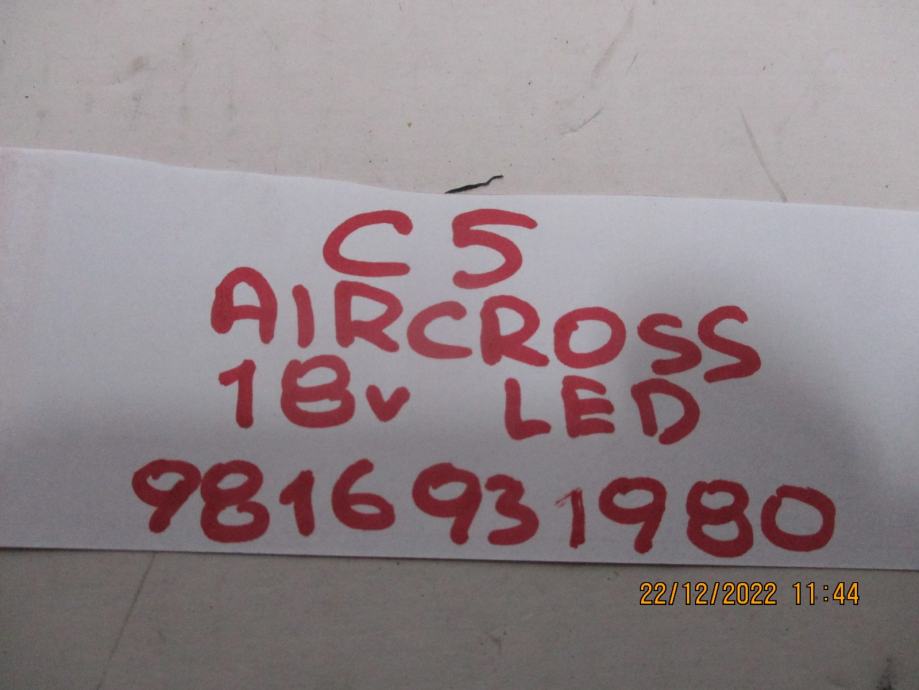 C5
AIRCROSS
18v LED
9816931980
22/12/2022 11:44